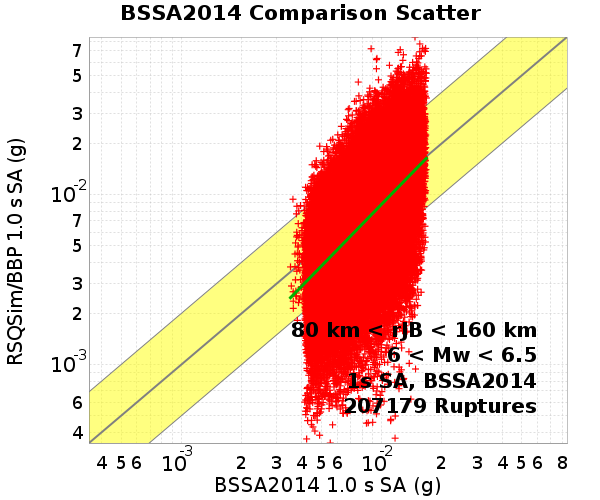 BSSA2014 Comparison Scatter
RSQSim/BBP 1.0 s SA (g)
7
5
3
2
10-2
7
5
3
2
10-3
6
4
80 km < rJB < 160 km
6 < Mw < 6.5
1s SA, BSSA2014
207179 Ruptures
4 5 6 10-3 2 3 4 5 6 10-2 2 3 4 5 6 8
BSSA2014 1.0 s SA (g)